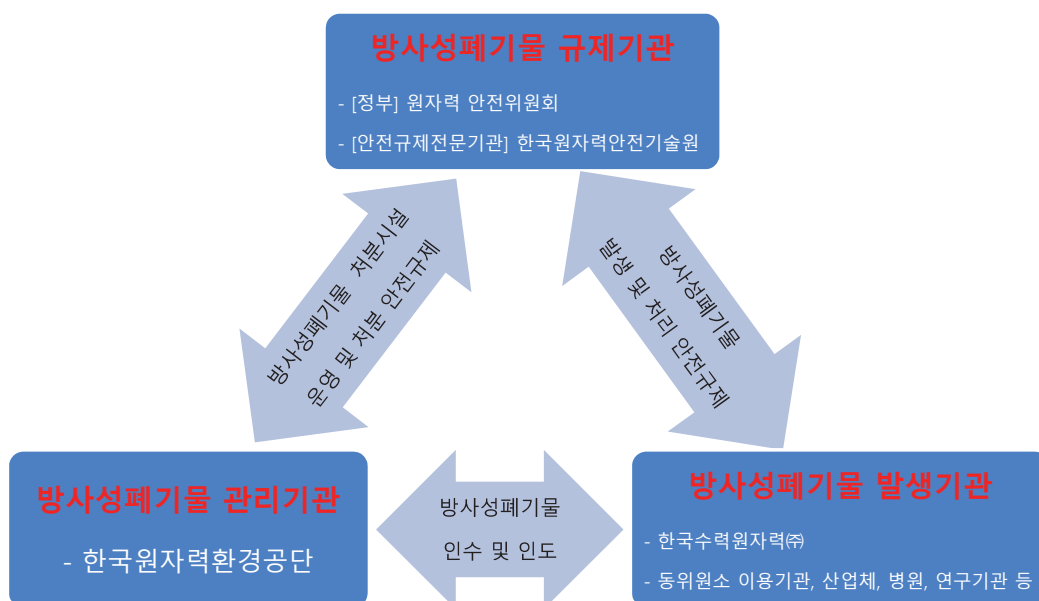 방사성폐기물 규제기관
- [정부] 원자력 안전위원회
- [안전규제전문기관] 한국원자력안전기술원
방사성폐기물 처분시설
운영 및 처분 안전규제
방사성폐기물
발생 및 처리 안전규제
방사성폐기물 관리기관
- 한국원자력환경공단
방사성폐기물
인수 및 인도
방사성폐기물 발생기관
- 한국수력원자력㈜
- 동위원소 이용기관, 산업체, 병원, 연구기관 등